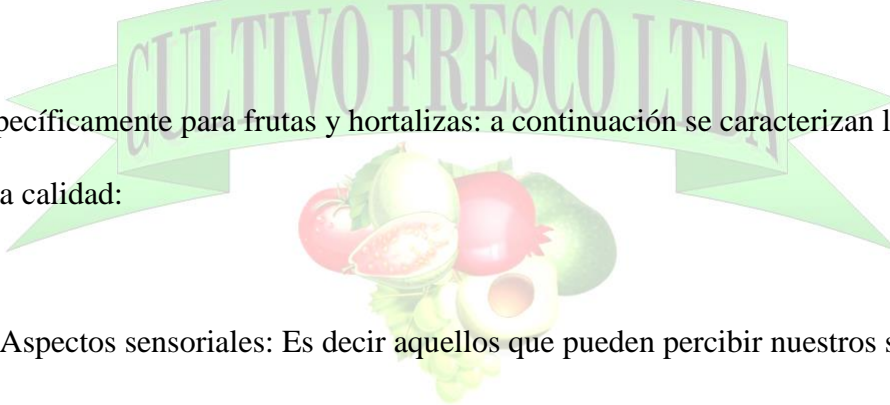 CULTIVO FRESCO LTDA
pecíficamente para frutas y hortalizas: a continuación se caracterizan l
a calidad:
Aspectos sensoriales: Es decir aquellos que pueden percibir nuestros s